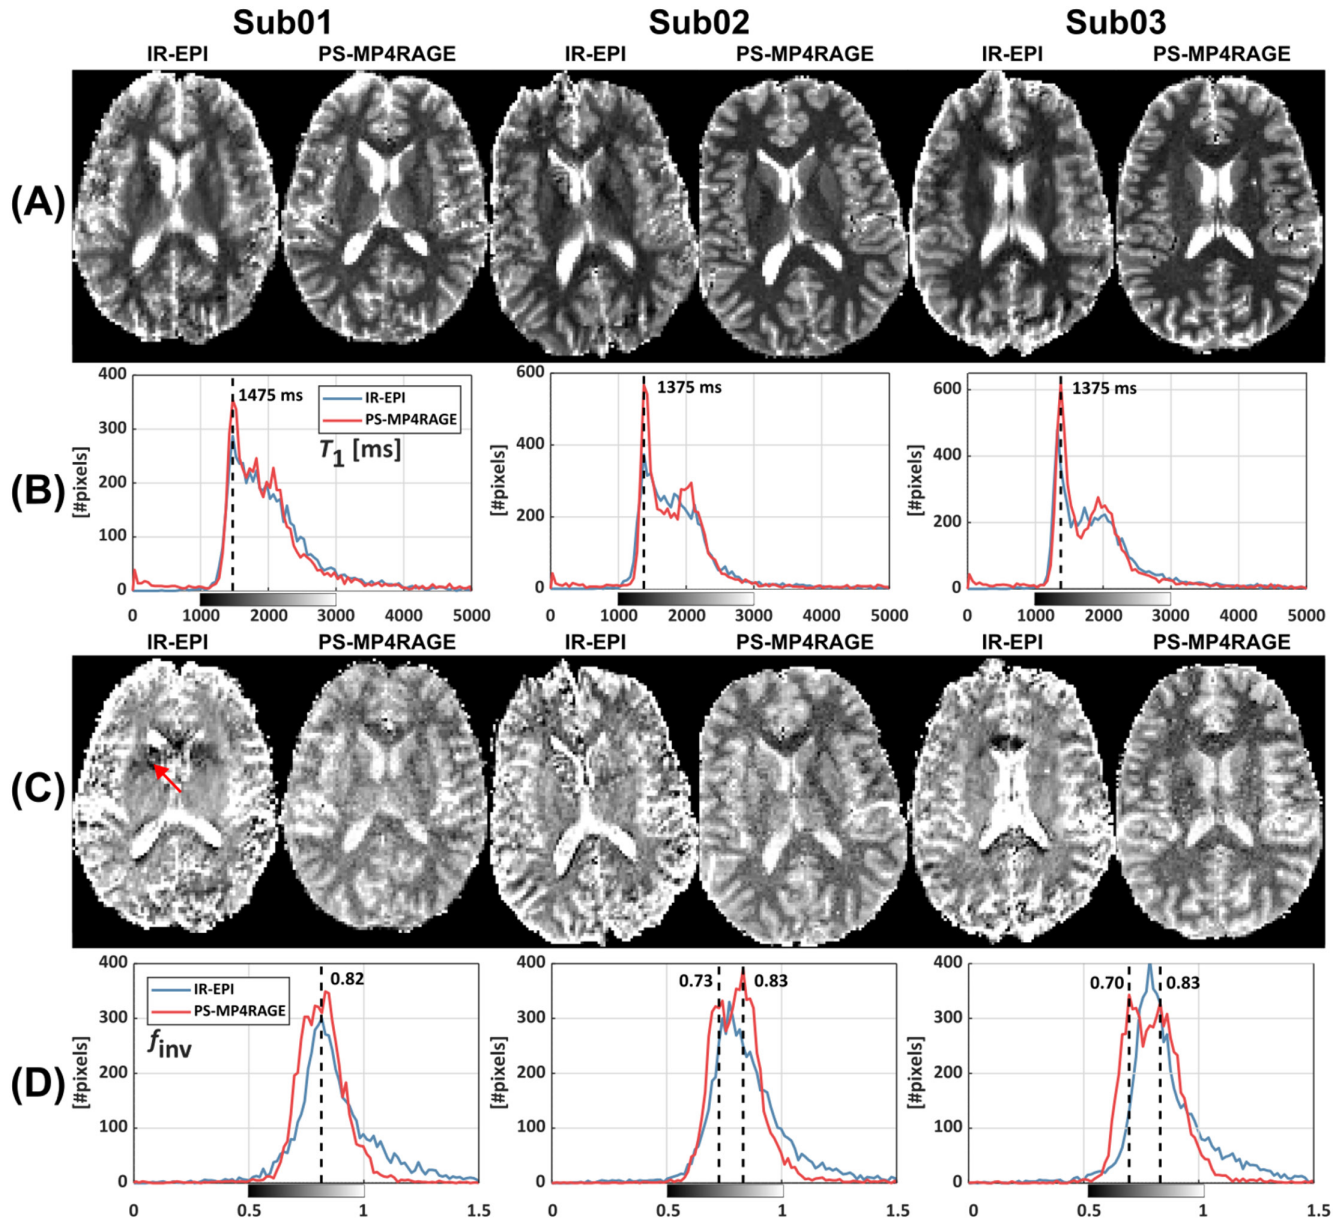 Sub01 Sub02 Sub03
IR-EPI PS-MP4RAGE IR-EPI PS-MP4RAGE IR-EPI PS-MP4RAGE
(A)
(B)
[#pixels]
400
300
200
100
0
1475 ms
IR-EPI
PS-MP4RAGE
T1 [ms]
0 1000 2000 3000 4000 5000
[#pixels]
600
400
200
0
1375 ms
0 1000 2000 3000 4000 5000
[#pixels]
600
400
200
0
1375 ms
0 1000 2000 3000 4000 5000
IR-EPI PS-MP4RAGE IR-EPI PS-MP4RAGE IR-EPI PS-MP4RAGE
(C)
(D)
[#pixels]
400
300
200
100
0
IR-EPI
PS-MP4RAGE
finv
0.82
0 0.5 1 1.5
[#pixels]
400
300
200
100
0
0.73 0.83
0 0.5 1 1.5
[#pixels]
400
300
200
100
0
0.70 0.83
0 0.5 1 1.5